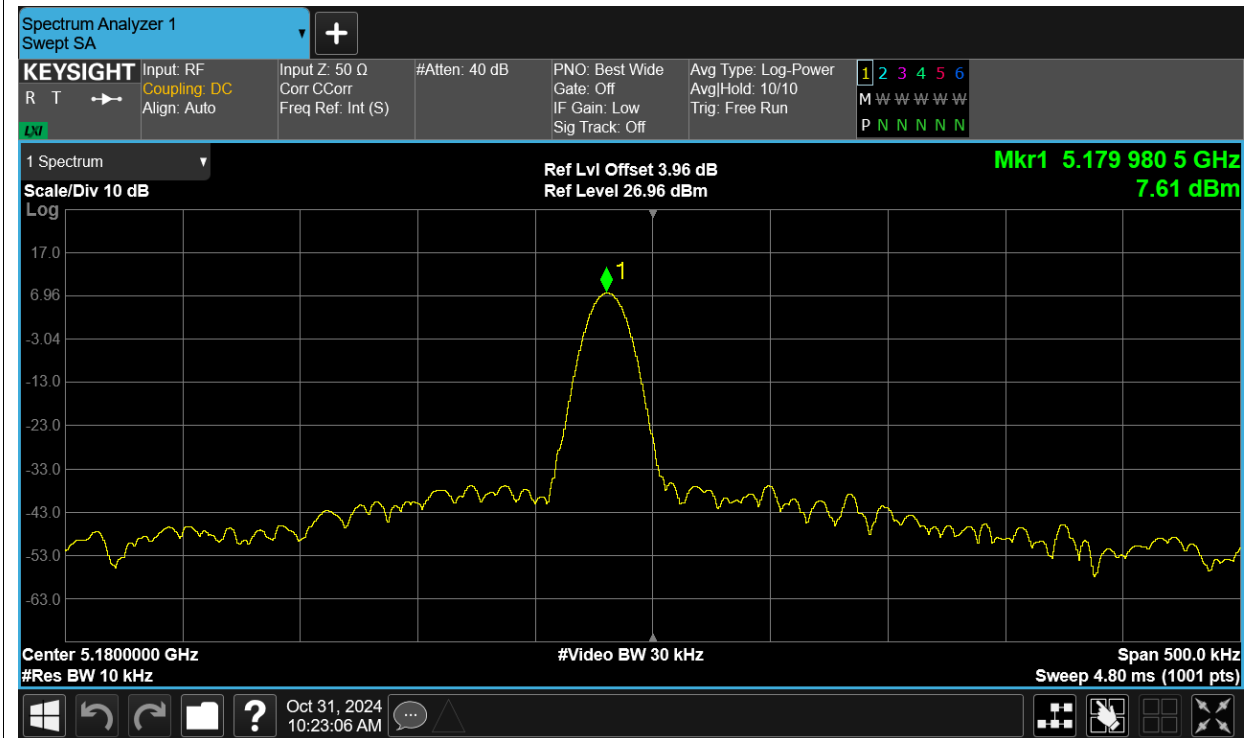 Spectrum Analyzer 1
Swept SA
KEYSIGHT
R T
LXI
Input: RF
Coupling: DC
Align: Auto
Input Z: 50 Ω
Corr CCorr
Freq Ref: Int (S)
#Atten: 40 dB
PNO: Best Wide
Gate: Off
IF Gain: Low
Sig Track: Off
Avg Type: Log-Power
Avg|Hold: 10/10
Trig: Free Run
1 2 3 4 5 6
M W W W W W
P N N N N N
1 Spectrum
Scale/Div 10 dB
Log
Ref Lvl Offset 3.96 dB
Ref Level 26.96 dBm
Mkr1 5.179 980 5 GHz
7.61 dBm
1
17.0
6.96
-3.04
-13.0
-23.0
-33.0
-43.0
-53.0
-63.0
Center 5.1800000 GHz
#Res BW 10 kHz
#Video BW 30 kHz
Span 500.0 kHz
Sweep 4.80 ms (1001 pts)
?
Oct 31, 2024
10:23:06 AM